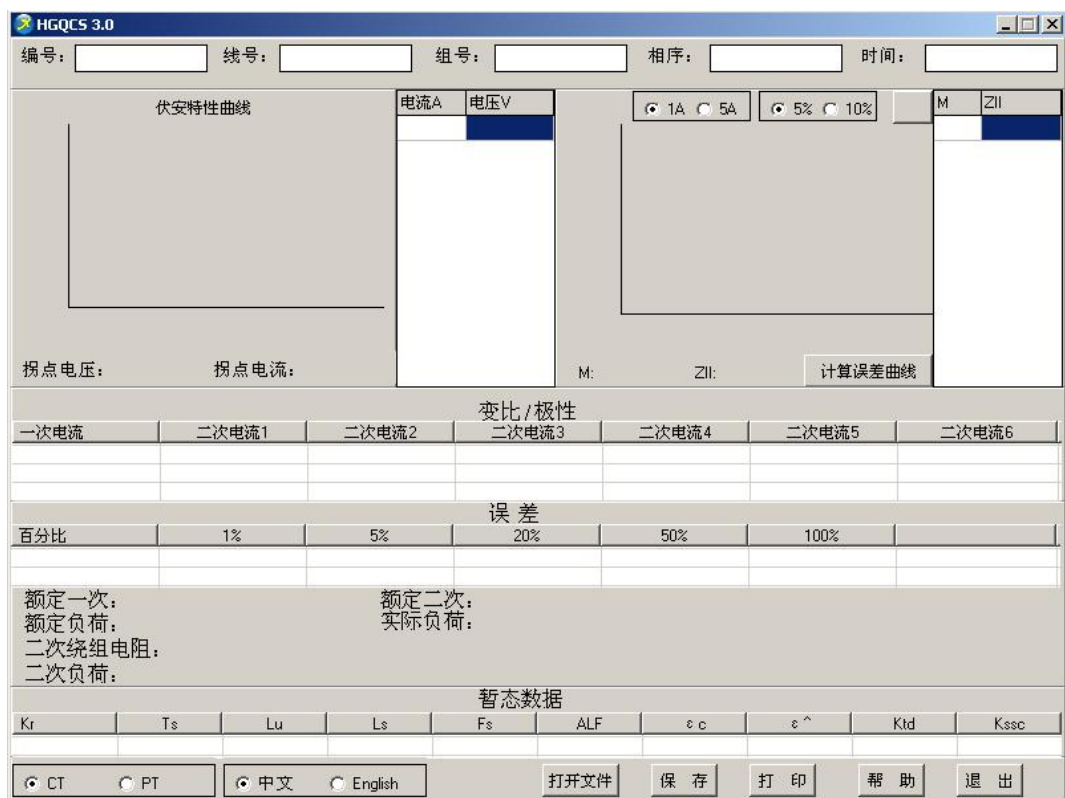 HGQCS 3.0
编号: 线号: 组号: 相序: 时间:
伏安特性曲线 电流A 电压V 1A 5A 5% 10% M ZII
拐点电压: 拐点电流: M: ZII: 计算误差曲线
变比/极性
一次电流 二次电流1 二次电流2 二次电流3 二次电流4 二次电流5 二次电流6
误差
百分比 1% 5% 20% 50% 100%
额定一次: 额定二次:
额定负荷: 实际负荷:
二次绕组电阻:
二次负荷:
暂态数据
Kr Ts Lu Ls Fs ALF εc ε^ Ktd Kssc
CT PT 中文 English 打开文件 保 存 打 印 帮 助 退 出